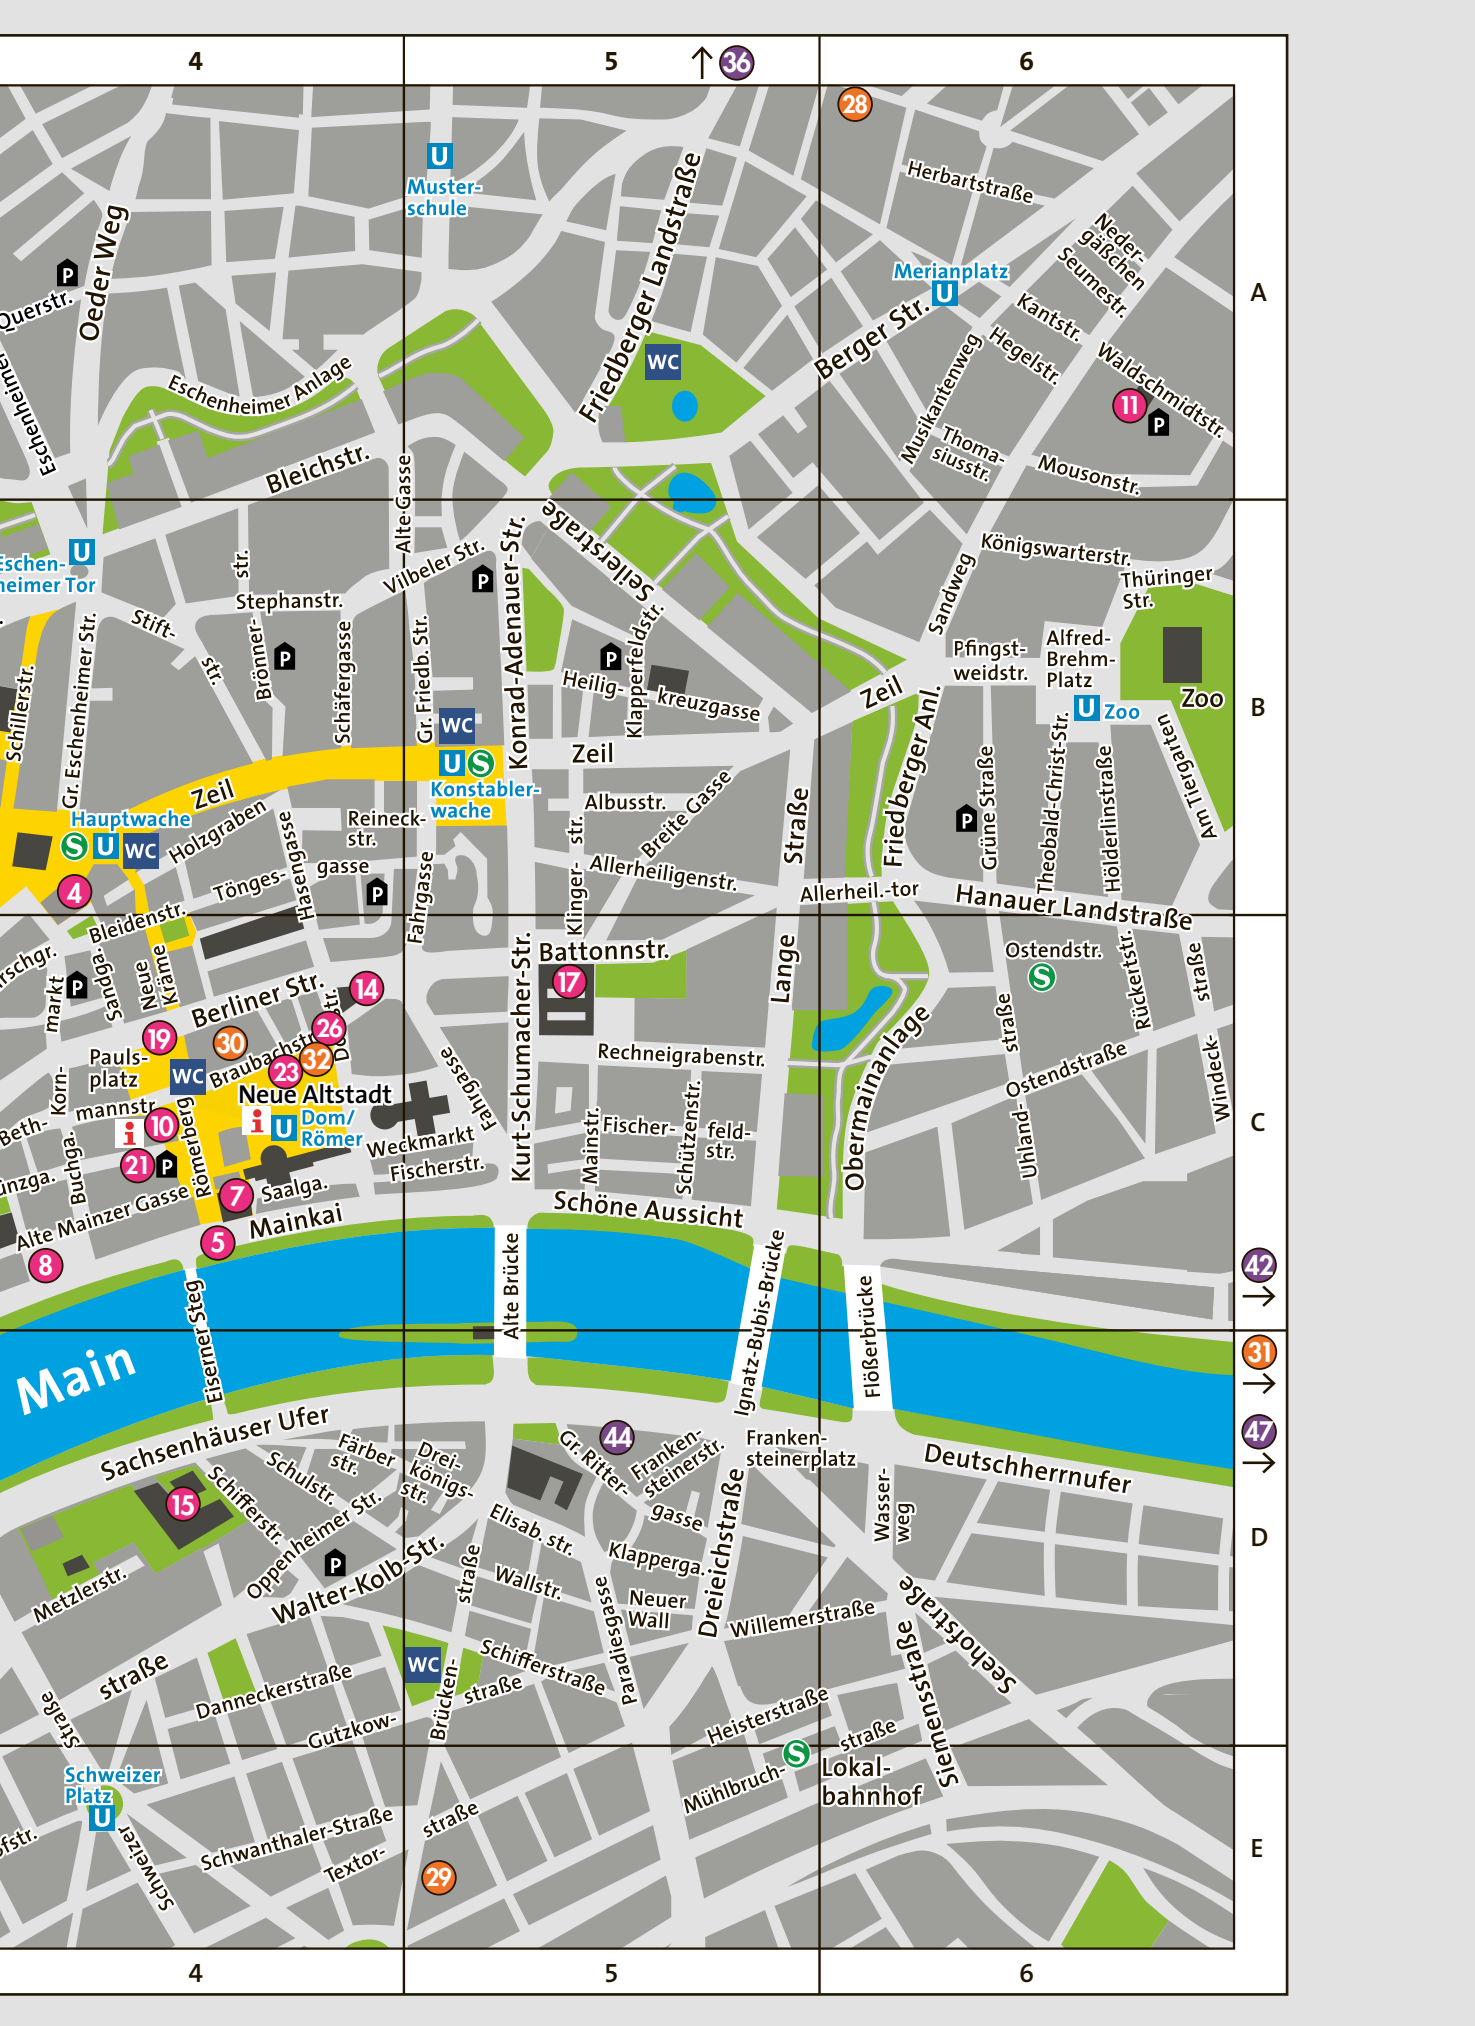 4
5
36
6
28
U
Muster-
schule
Herbartstraße
Oeder Weg
Friedberger Landstraße
Neder-
gäßchen
Seumestr.
P
Querstr.
Merianplatz
U
Kantstr.
A
Berger Str.
Hegelstr.
Eschenheimer
Eschenheimer Anlage
WC
Waldschmidtstr.
11
P
Musikantenweg
Thoma-
siusstr.
Mousonstr.
Bleichstr.
Alte Gasse
Seilerstraße
Königswarterstr.
U
Eschen-
heimer Tor
str.
Vilbeler Str.
P
Konrad-Adenauer-Str.
Sandweg
Thüringer
Str.
Stephanstr.
Stift-
str.
Brönner-
P
Schäfergasse
Gr. Friedb. Str.
P
Klapperfeldstr.
Heilig-
kreuzgasse
Pfingst-
weidstr.
Alfred-
Brehm-
Platz
Zoo
U Zoo
B
Schillerstr.
Gr. Eschenheimer Str.
WC
Zeil
Zeil
Friedberger Anl.
U S
Konstabler-
wache
Zeil
Albusstr.
Breite Gasse
Straße
P
Grüne Straße
Theobald-Christ-Str.
Hölderlinstraße
Am Tiergarten
Hauptwache
S U WC
Holzgraben
Reineck-
str.
Hasengasse
Tönges-
gasse
P
Fahrgasse
Klinger-
str.
Allerheiligenstr.
Allerheil.-tor
Hanauer Landstraße
4
Bleidenstr.
Battonnstr.
17
Lange
Ostendstr.
S
Rückertstr.
straße
P
markt
Sandga.
Neue
Kräme
Berliner Str.
14
Kurt-Schumacher-Str.
19
30
26
Braubachstr.
32
23
Pauls-
platz
WC
Korn-
Neue Altstadt
Rechneigrabenstr.
Obermainanlage
straße
Ostendstraße
Windeck-
Fahrgasse
mannstr.
Beth-
10
i
i U Dom/
Römer
Weckmarkt
Fischerstr.
Mainstr.
Fischer-
feld-
str.
Schützenstr.
Uhland-
C
21
P
Buchga.
Römerberg
7
Saalga.
Alte Mainzer Gasse
Mainkai
Schöne Aussicht
5
8
42
Eiserner Steg
Alte Brücke
Ignatz-Bubis-Brücke
Flößerbrücke
31
Main
47
Sachsenhäuser Ufer
44
Franken-
steinerplatz
Deutschherrnufer
Färber
str.
Drei-
königs-
str.
Gr. Ritter-
gasse
Franken-
steinerstr.
Schulstr.
Schifferstr.
15
Oppenheimer Str.
Elisab. str.
Dreieichstraße
Wasser-
weg
D
P
Walter-Kolb-Str.
Metzlerstr.
straße
Wallstr.
Klapperga.
Neuer
Wall
Paradiesgasse
Willemerstraße
Seehofstraße
Siemensstraße
WC
Schifferstraße
straße
straße
Danneckerstraße
Brücken-
Gutzkow-
Straße
Heisterstraße
straße
S
Lokal-
bahnhof
Mühlbruch-
Schweizer
Platz
U
Schweizer
Schwanthaler-Straße
straße
Textor-
29
E
4
5
6